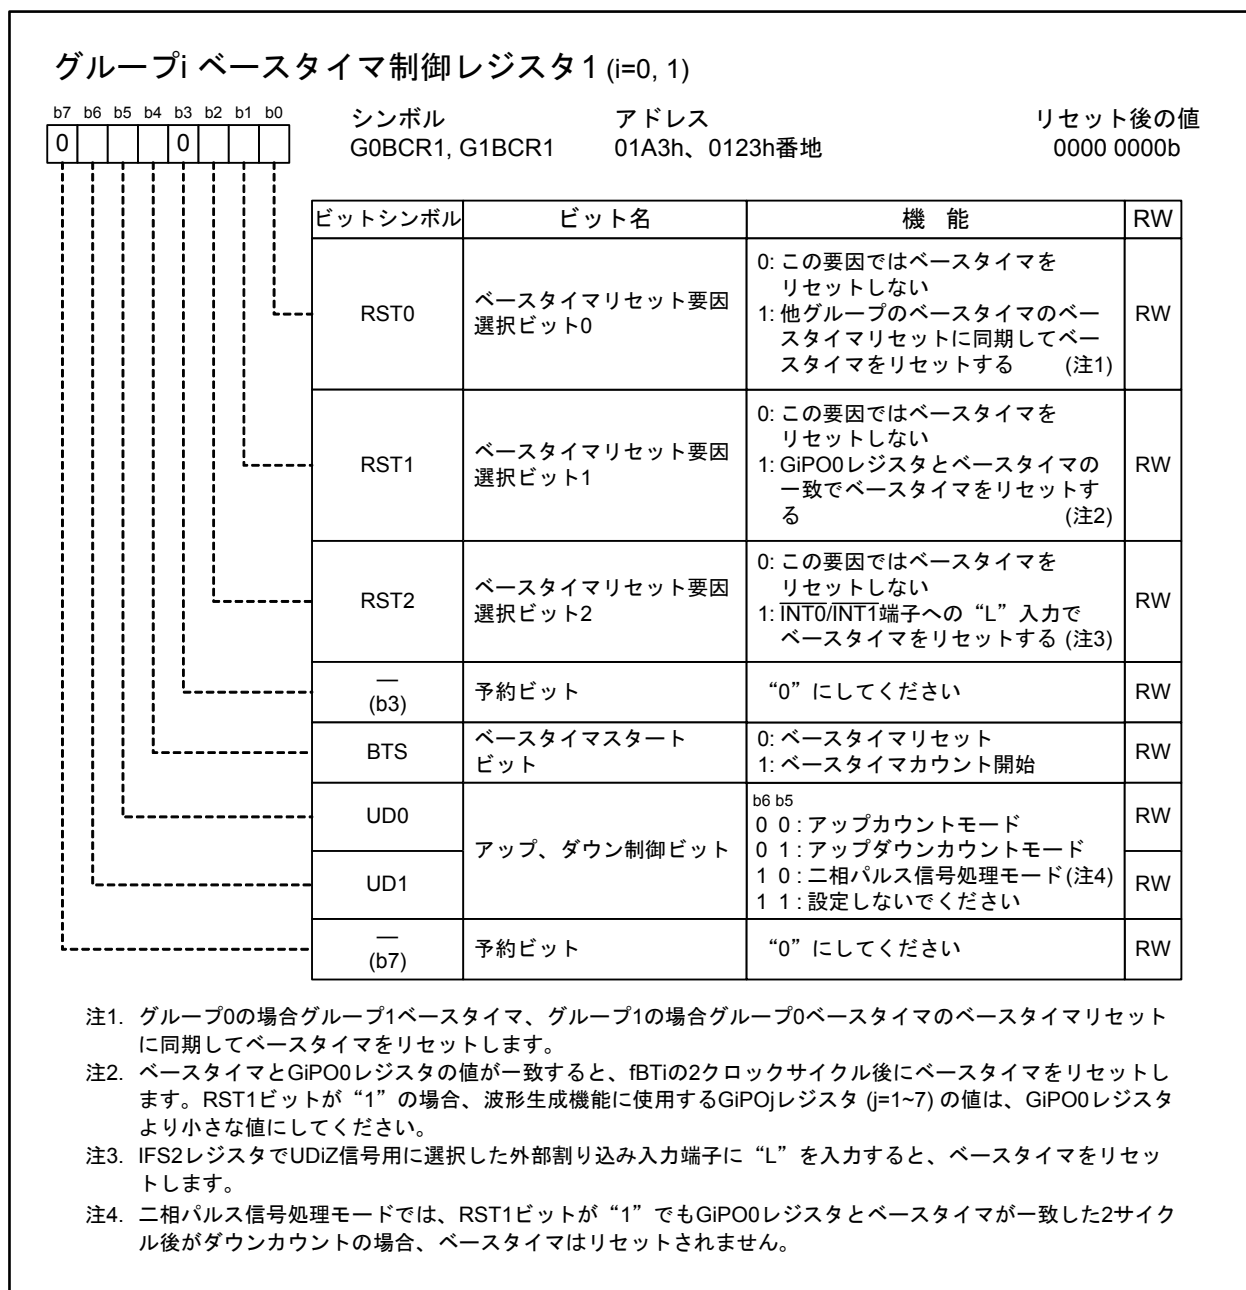 グループi ベースタイマ制御レジスタ1 (i=0, 1)
b7 b6 b5 b4 b3 b2 b1 b0
0 0
シンボル アドレス リセット後の値
G0BCR1, G1BCR1 01A3h、0123h番地 0000 0000b
ビットシンボル ビット名 機 能 RW
RST0
ベースタイマリセット要因
選択ビット0
0: この要因ではベースタイマを
リセットしない
1: 他グループのベースタイマのベー
スタイマリセットに同期してベー
スタイマをリセットする (注1)
RW
RST1
ベースタイマリセット要因
選択ビット1
0: この要因ではベースタイマを
リセットしない
1: GiPO0レジスタとベースタイマの
一致でベースタイマをリセットす
る (注2)
RW
RST2
ベースタイマリセット要因
選択ビット2
0: この要因ではベースタイマを
リセットしない
1: INT0/INT1端子への“L”入力で
ベースタイマをリセットする (注3)
RW
—
(b3)
予約ビット
“0”にしてください
RW
BTS
ベースタイマスタート
ビット
0: ベースタイマリセット
1: ベースタイマカウント開始
RW
UD0
アップ、ダウン制御ビット
b6 b5
0 0 : アップカウントモード
0 1 : アップダウンカウントモード
1 0 : 二相パルス信号処理モード(注4)
1 1 : 設定しないでください
RW
UD1
RW
—
(b7)
予約ビット
“0”にしてください
RW
注1. グループ0の場合グループ1ベースタイマ、グループ1の場合グループ0ベースタイマのベースタイマリセット
に同期してベースタイマをリセットします。
注2. ベースタイマとGiPO0レジスタの値が一致すると、fBTiの2クロックサイクル後にベースタイマをリセットし
ます。RST1ビットが“1”の場合、波形生成機能に使用するGiPOjレジスタ (j=1~7) の値は、GiPO0レジスタ
より小さな値にしてください。
注3. IFS2レジスタでUDiZ信号用に選択した外部割り込み入力端子に“L”を入力すると、ベースタイマをリセッ
トします。
注4. 二相パルス信号処理モードでは、RST1ビットが“1”でもGiPO0レジスタとベースタイマが一致した2サイク
ル後がダウンカウントの場合、ベースタイマはリセットされません。